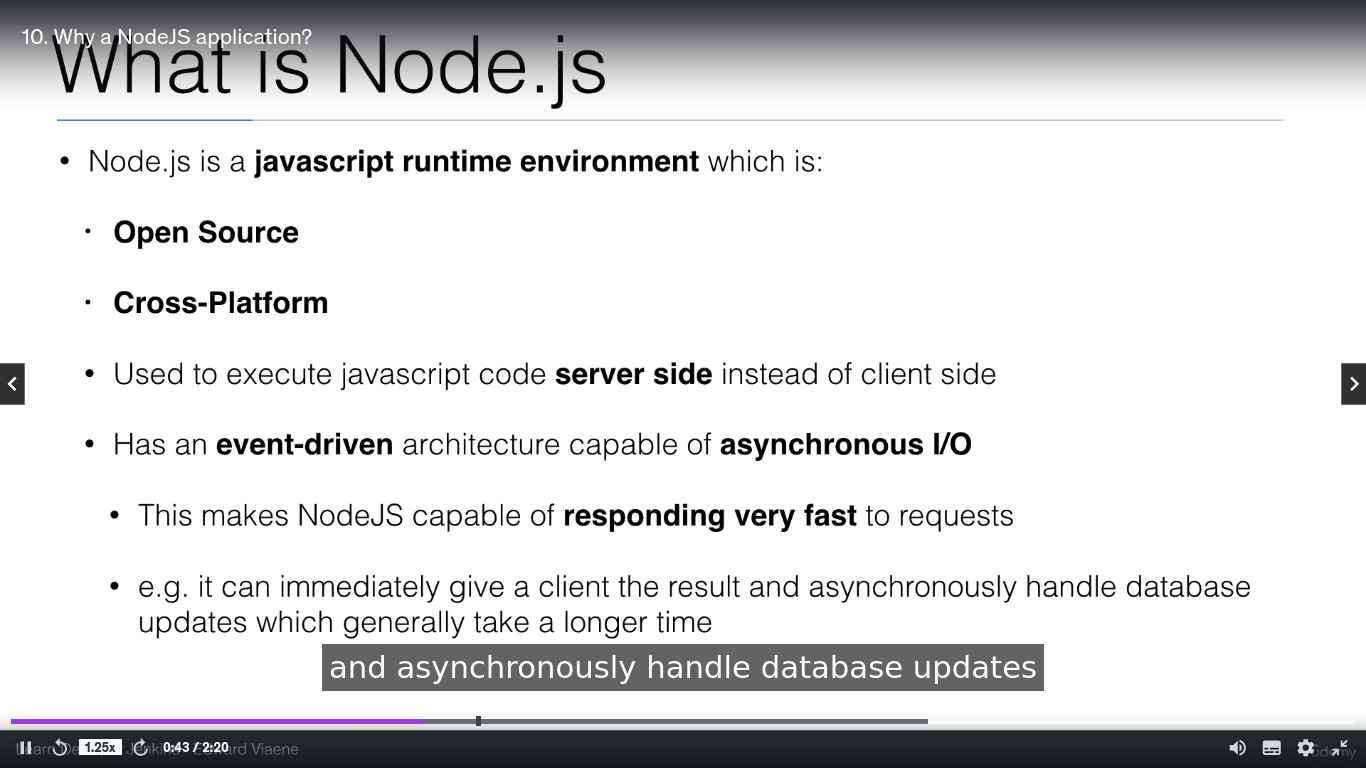 10. Why a NodeJS application?
What is Node.js
• Node.js is a javascript runtime environment which is:
• Open Source
• Cross-Platform
• Used to execute javascript code server side instead of client side
• Has an event-driven architecture capable of asynchronous I/O
• This makes NodeJS capable of responding very fast to requests
• e.g. it can immediately give a client the result and asynchronously handle database
updates which generally take a longer time
and asynchronously handle database updates
1.25x 0:43 / 2:20
Edward Viaene